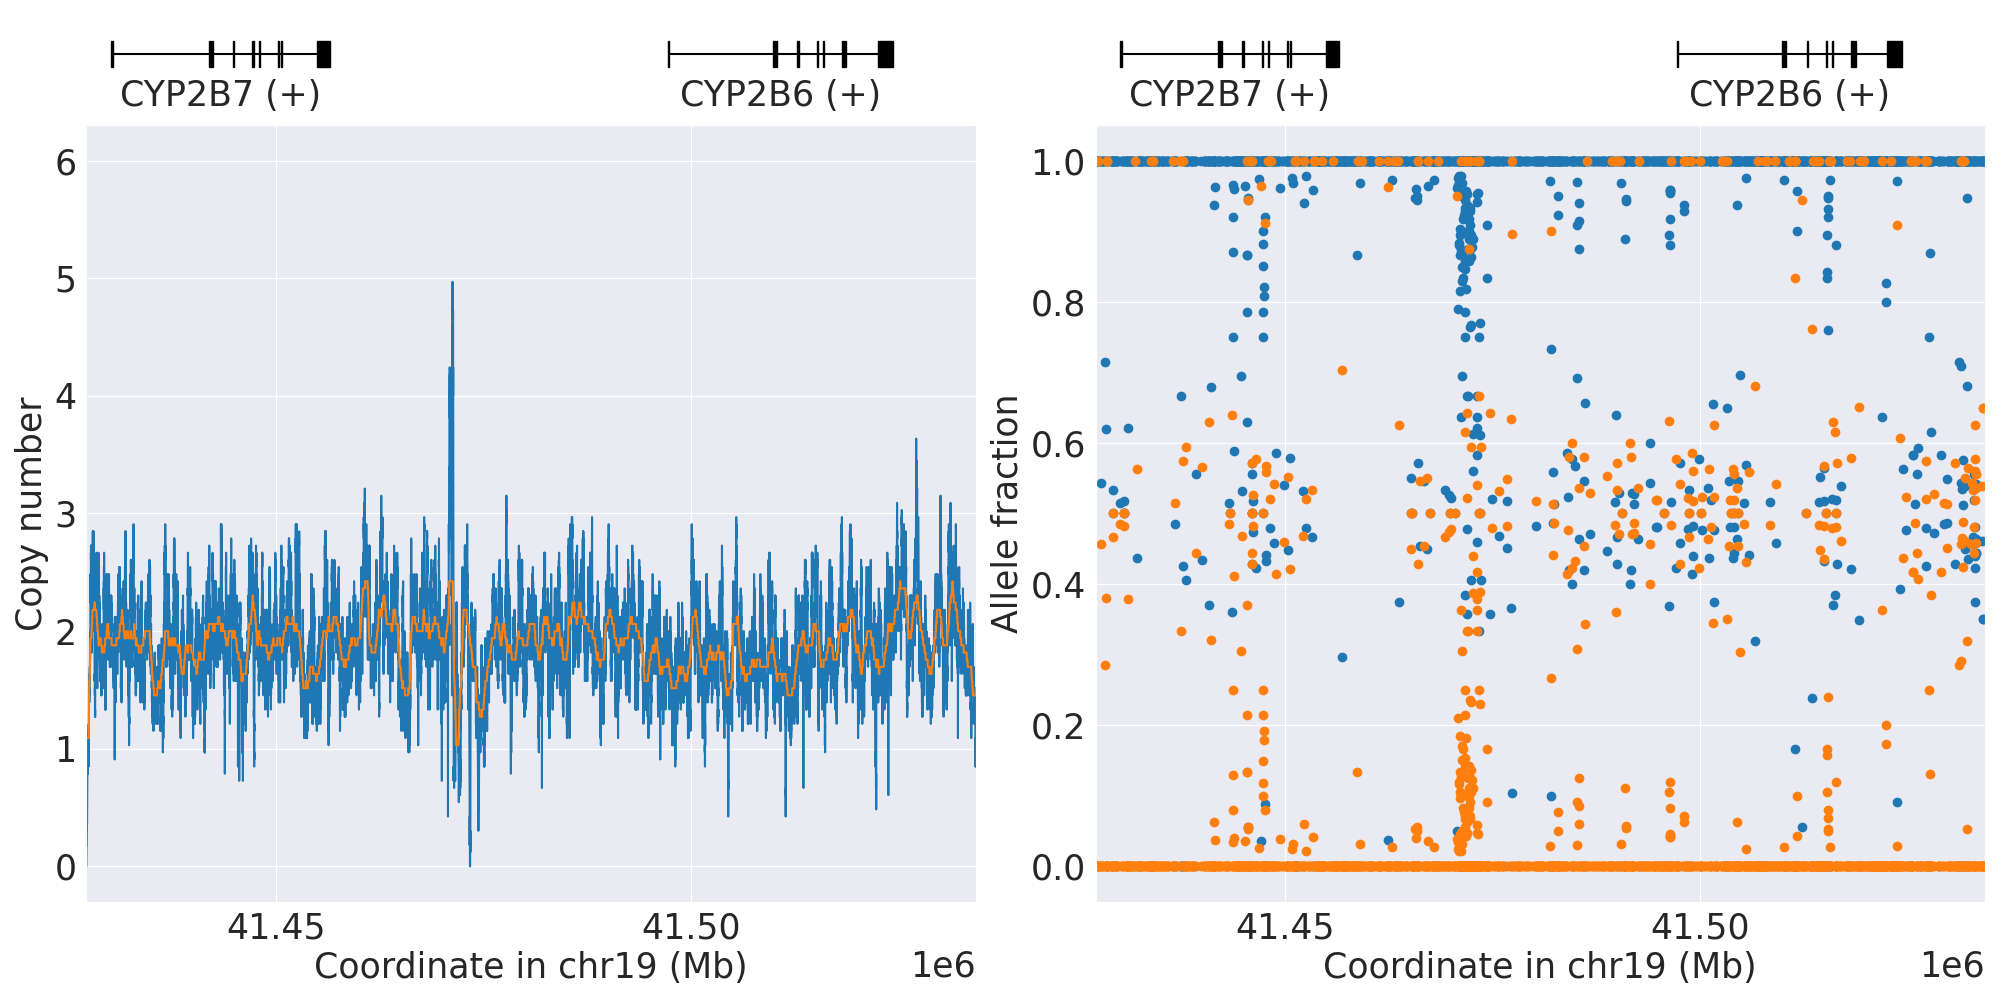 CYP2B7 (+)
CYP2B6 (+)
CYP2B7 (+)
CYP2B6 (+)
6
5
4
3
2
1
0
Copy number
41.45
41.50
Coordinate in chr19 (Mb)
1e6
1.0
0.8
0.6
0.4
0.2
0.0
Allele fraction
41.45
41.50
Coordinate in chr19 (Mb)
1e6